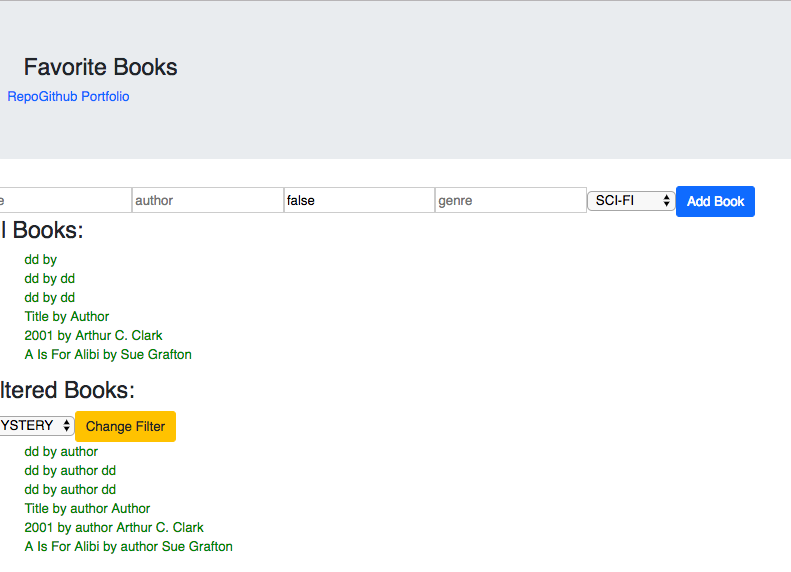 Favorite Books
RepoGithub Portfolio
e author false genre SCI-FI Add Book
l Books:
dd by
dd by dd
dd by dd
Title by Author
2001 by Arthur C. Clark
A Is For Alibi by Sue Grafton
ltered Books:
YSTERY Change Filter
dd by author
dd by author dd
dd by author dd
Title by author Author
2001 by author Arthur C. Clark
A Is For Alibi by author Sue Grafton